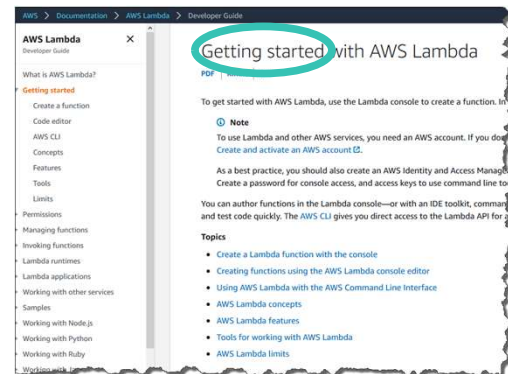 AWS > Documentation > AWS Lambda > Developer Guide
AWS Lambda ×
Developer Guide
What is AWS Lambda?
Getting started
Create a function
Code editor
AWS CLI
Concepts
Features
Tools
Limits
Permissions
Managing functions
Invoking functions
Lambda runtimes
Lambda applications
Working with other services
Samples
Working with Node.js
Working with Python
Working with Ruby
Working with
Getting started with AWS Lambda
PDF |
To get started with AWS Lambda, use the Lambda console to create a function. In
Note
To use Lambda and other AWS services, you need an AWS account. If you
Create and activate an AWS account.
As a best practice, you should also create an AWS Identity and Access
Create a password for console access, and access keys to use command line
You can author functions in the Lambda console—or with an IDE toolkit,
and test code quickly. The AWS CLI gives you direct access to the Lambda API for
Topics
• Create a Lambda function with the console
• Creating functions using the AWS Lambda console editor
• Using AWS Lambda with the AWS Command Line Interface
• AWS Lambda concepts
• AWS Lambda features
• Tools for working with AWS Lambda
• AWS Lambda limits